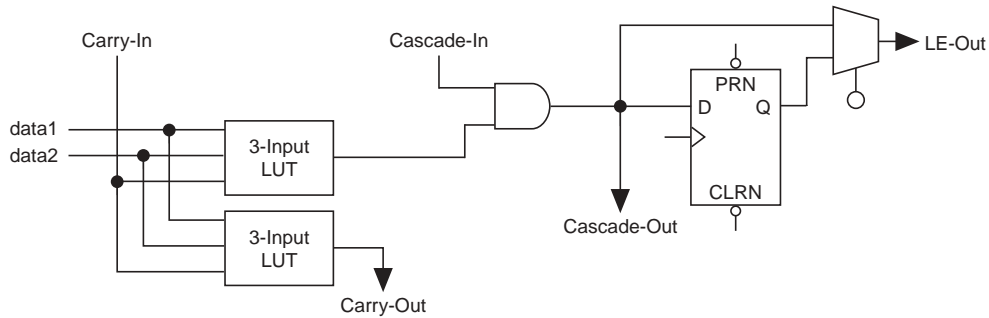 Carry-In
Cascade-In
LE-Out
PRN
D
Q
data1
data2
3-Input
LUT
CLRN
Cascade-Out
3-Input
LUT
Carry-Out